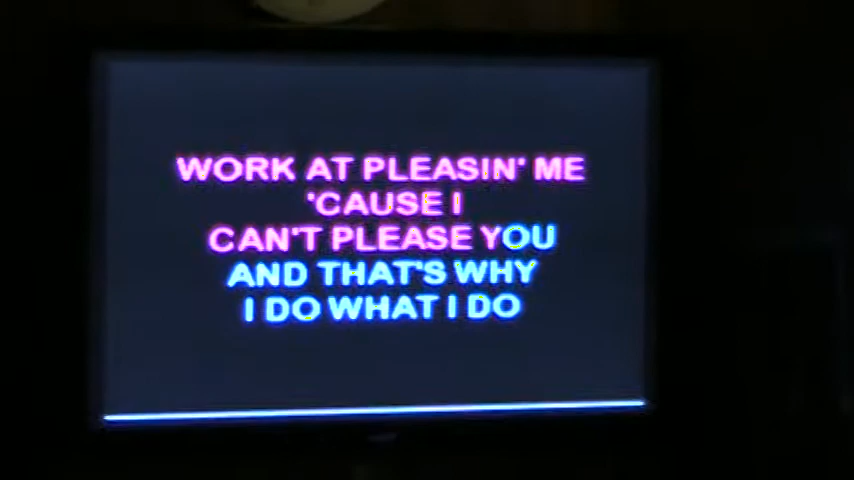 WORK AT PLEASIN' ME
'CAUSE I
CAN'T PLEASE YOU
AND THAT'S WHY
I DO WHAT I DO